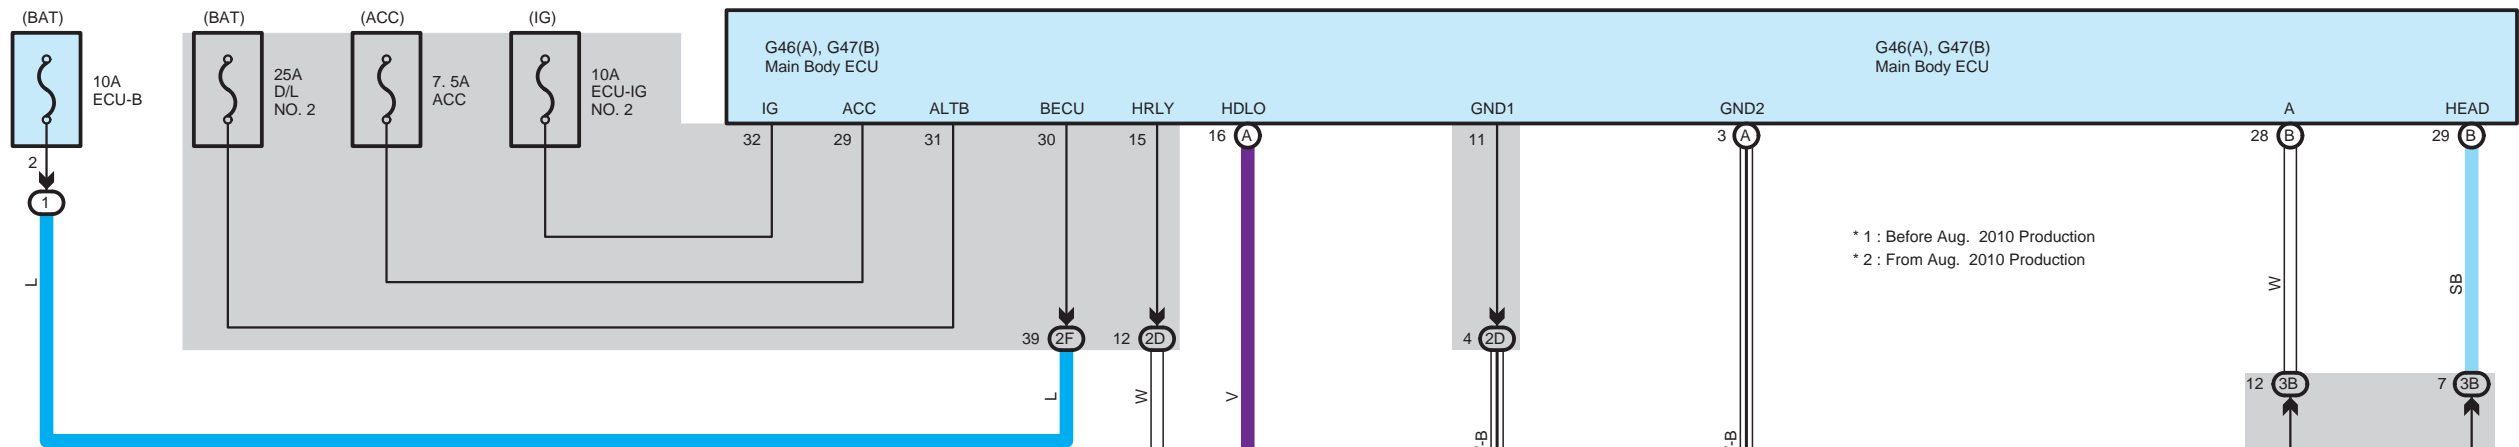 (BAT) (BAT) (ACC) (IG)
G46(A), G47(B)
Main Body ECU
G46(A), G47(B)
Main Body ECU
10A
ECU-B
25A
D/L
NO. 2
7. 5A
ACC
10A
ECU-IG
NO. 2
IG ACC ALTB BECU HRLY HDLO GND1 GND2 A HEAD
32 29 31 30 15 16 A 11 3 A 28 B 29 B
2
1
* 1 : Before Aug. 2010 Production
* 2 : From Aug. 2010 Production
L
W
SB
39 2F 12 2D 4 2D
12 3B 7 3B
L
W
V
-B
-B